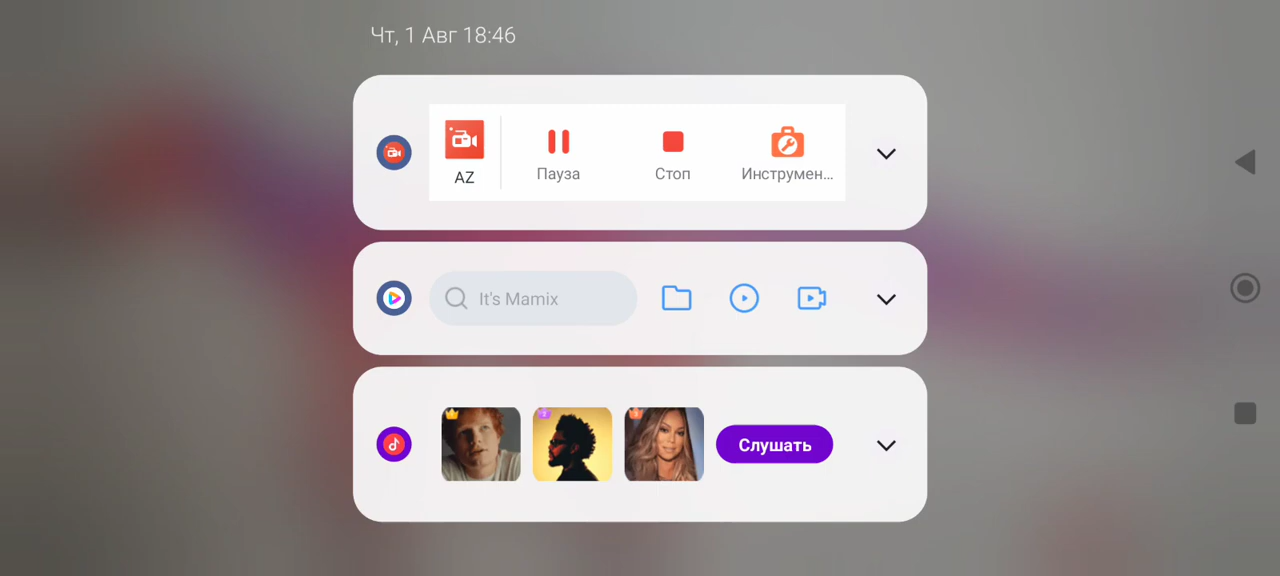 Чт, 1 Авг 18:46
AZ
Пауза
Стоп
Инструмен...
It's Mamix
Слушать